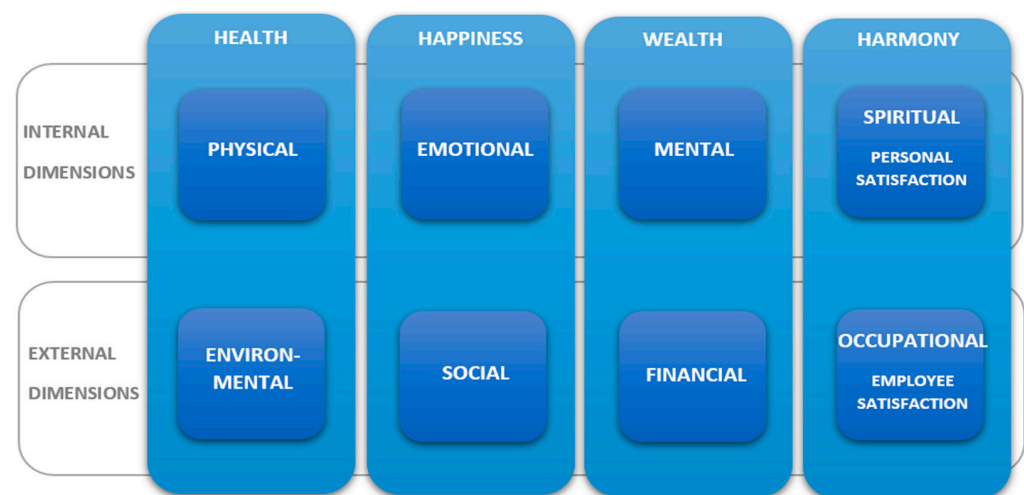 HEALTH
HAPPINESS
WEALTH
HARMONY
INTERNAL
DIMENSIONS
PHYSICAL
EMOTIONAL
MENTAL
SPIRITUAL
PERSONAL
SATISFACTION
EXTERNAL
DIMENSIONS
ENVIRON-
MENTAL
SOCIAL
FINANCIAL
OCCUPATIONAL
EMPLOYEE
SATISFACTION